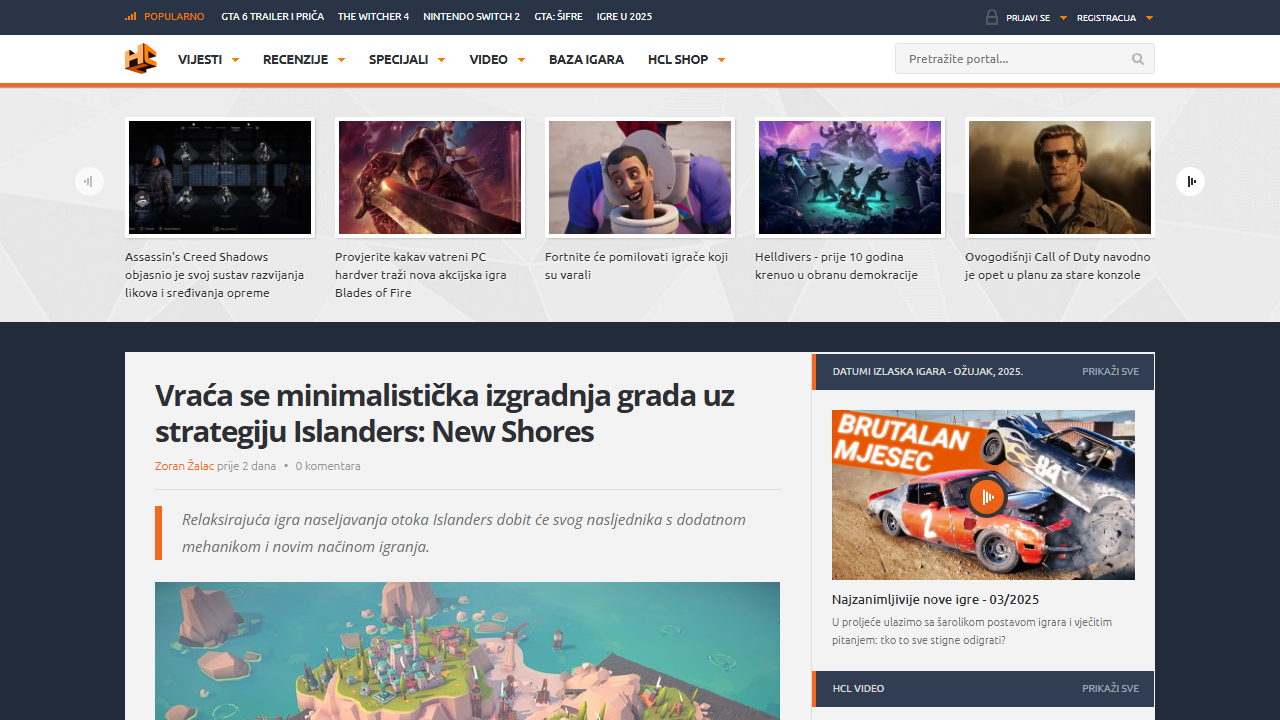 POPULARNO GTA 6 TRAILER I PRIČA THE WITCHER 4 NINTENDO SWITCH 2 GTA: ŠIFRE IGRE U 2025 PRIJAVI SE REGISTRACIJA
HC VIJESTI RECENZIJE SPECIJALI VIDEO BAZA IGARA HCL SHOP Pretražite portal...
Assassin's Creed Shadows
objasnio je svoj sustav razvijanja
likova i sređivanja opreme
Provjerite kakav vatreni PC
hardver traži nova akcijska igra
Blades of Fire
Fortnite će pomilovati igrače koji
su varali
Helldivers - prije 10 godina
krenuo u obranu demokracije
Ovogodišnji Call of Duty navodno
je opet u planu za stare konzole
Vraća se minimalistička izgradnja grada uz
strategiju Islanders: New Shores
Zoran Žalac prije 2 dana • 0 komentara
Relaksirajuća igra naseljavanja otoka Islanders dobit će svog nasljednika s dodatnom
mehanikom i novim načinom igranja.
DATUMI IZLASKA IGARA - OŽUJAK, 2025. PRIKAŽI SVE
BRUTALAN
MJESEC
84
2
Najzanimljivije nove igre - 03/2025
U proljeće ulazimo sa šarolikom postavom igrara i vječitim
pitanjem: tko to sve stigne odigrati?
HCL VIDEO PRIKAŽI SVE